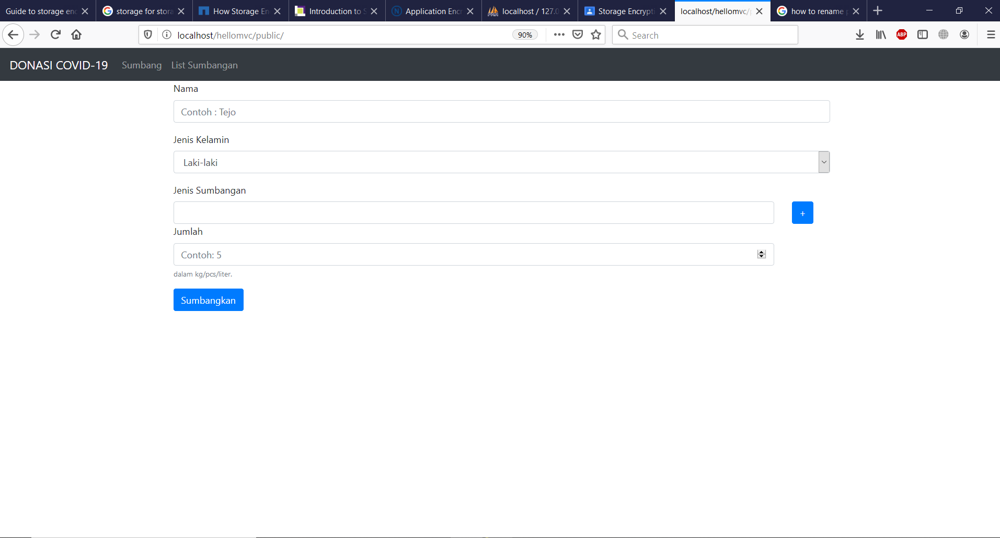 Guide to storage enc
storage for stora
How Storage En
Introduction to S
Application Encr
localhost / 127.0
Storage Encrypti
localhost/hellomvc/p
how to rename p
localhost/hellomvc/public/
90%
Search
ABP
DONASI COVID-19 Sumbang List Sumbangan
Nama
Contoh : Tejo
Jenis Kelamin
Laki-laki
Jenis Sumbangan
+
Jumlah
Contoh: 5
dalam kg/pcs/liter.
Sumbangkan